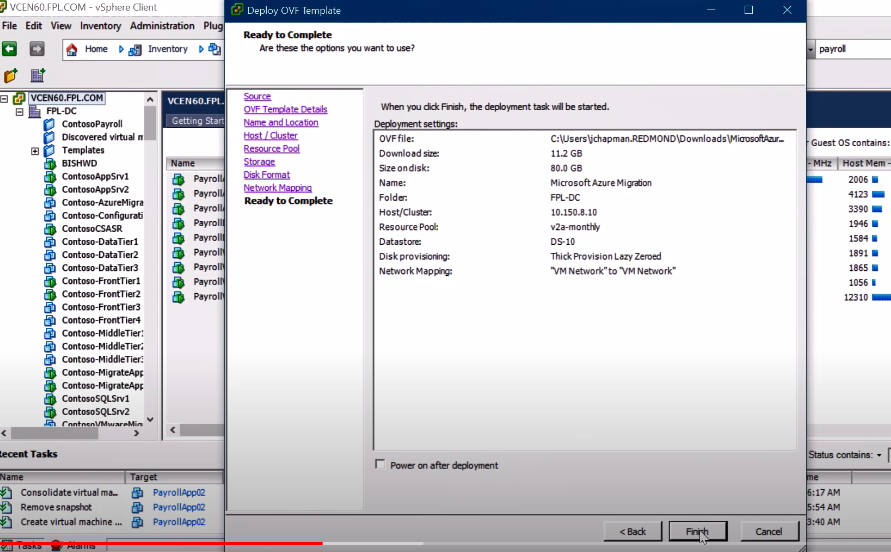 VCEN60.FPL.COM - vSphere Client
File Edit View Inventory Administration Plug
Home Inventory
payroll
VCEN60.FPL.COM
FPL-DC
ContosoPayroll
Discovered virtual m
Templates
BISHWD
ContosoAppSrv1
ContosoAppSrv2
Contoso-AzureMigra
Contoso-Configurati
ContosoCSASR
Contoso-DataTier1
Contoso-DataTier2
Contoso-DataTier3
Contoso-FrontTier1
Contoso-FrontTier2
Contoso-FrontTier3
Contoso-FrontTier4
Contoso-MiddleTier
Contoso-MiddleTier
Contoso-MiddleTier
Contoso-MigrateApp
Contoso-MigrateApp
ContosoSQLSrv1
ContosoSQLSrv2
ContosoVMwareMig
VCEN60.FPL
Getting Start
Name
Payroll
Payroll
Payroll
Payroll
Payroll
Payroll
Payroll
Payroll
Payroll
Deploy OVF Template
Ready to Complete
Are these the options you want to use?
Source
OVF Template Details
Name and Location
Host / Cluster
Resource Pool
Storage
Disk Format
Network Mapping
Ready to Complete
When you click Finish, the deployment task will be started.
Deployment settings:
OVF file: C:\Users\jchapman.REDMOND\Downloads\MicrosoftAzur...
Download size: 11.2 GB
Size on disk: 80.0 GB
Name: Microsoft Azure Migration
Folder: FPL-DC
Host/Cluster: 10.150.8.10
Resource Pool: v2a-monthly
Datastore: DS-10
Disk provisioning: Thick Provision Lazy Zeroed
Network Mapping: "VM Network" to "VM Network"
Power on after deployment
< Back Finish Cancel
Guest OS contains:
- MHz Host Mem -
2006
4123
3390
1946
1584
1891
1865
1056
12310
Recent Tasks
Status contains:
Name Target
Consolidate virtual ma... PayrollApp02
Remove snapshot PayrollApp02
Create virtual machine ... PayrollApp02
me
6:17 AM
5:54 AM
3:40 AM
Tasks Alarms